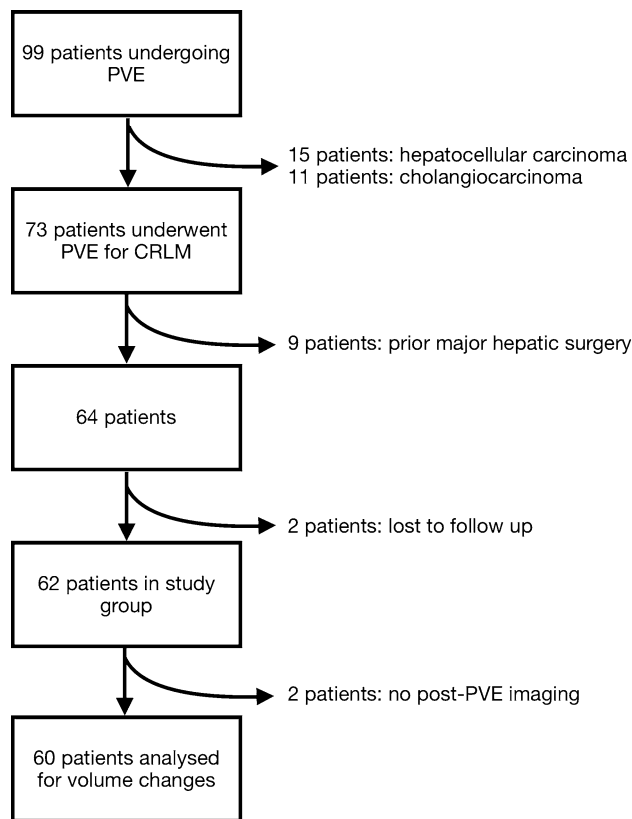 99 patients undergoing
PVE
15 patients: hepatocellular carcinoma
11 patients: cholangiocarcinoma
73 patients underwent
PVE for CRLM
9 patients: prior major hepatic surgery
64 patients
2 patients: lost to follow up
62 patients in study
group
2 patients: no post-PVE imaging
60 patients analysed
for volume changes